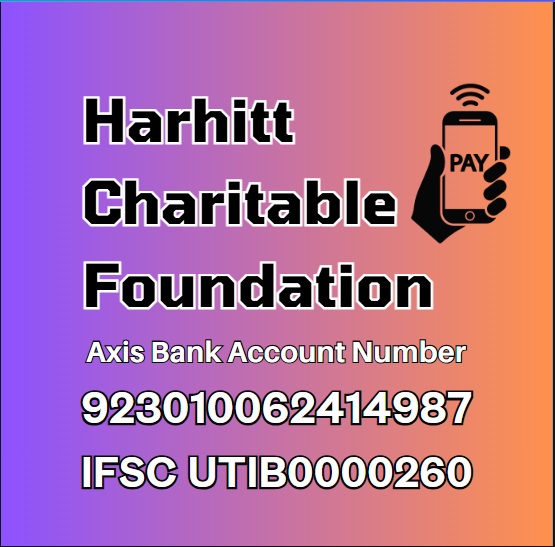 Harhitt
Charitable
PAY
Foundation
Axis Bank Account Number
923010062414987
IFSC UTIB0000260